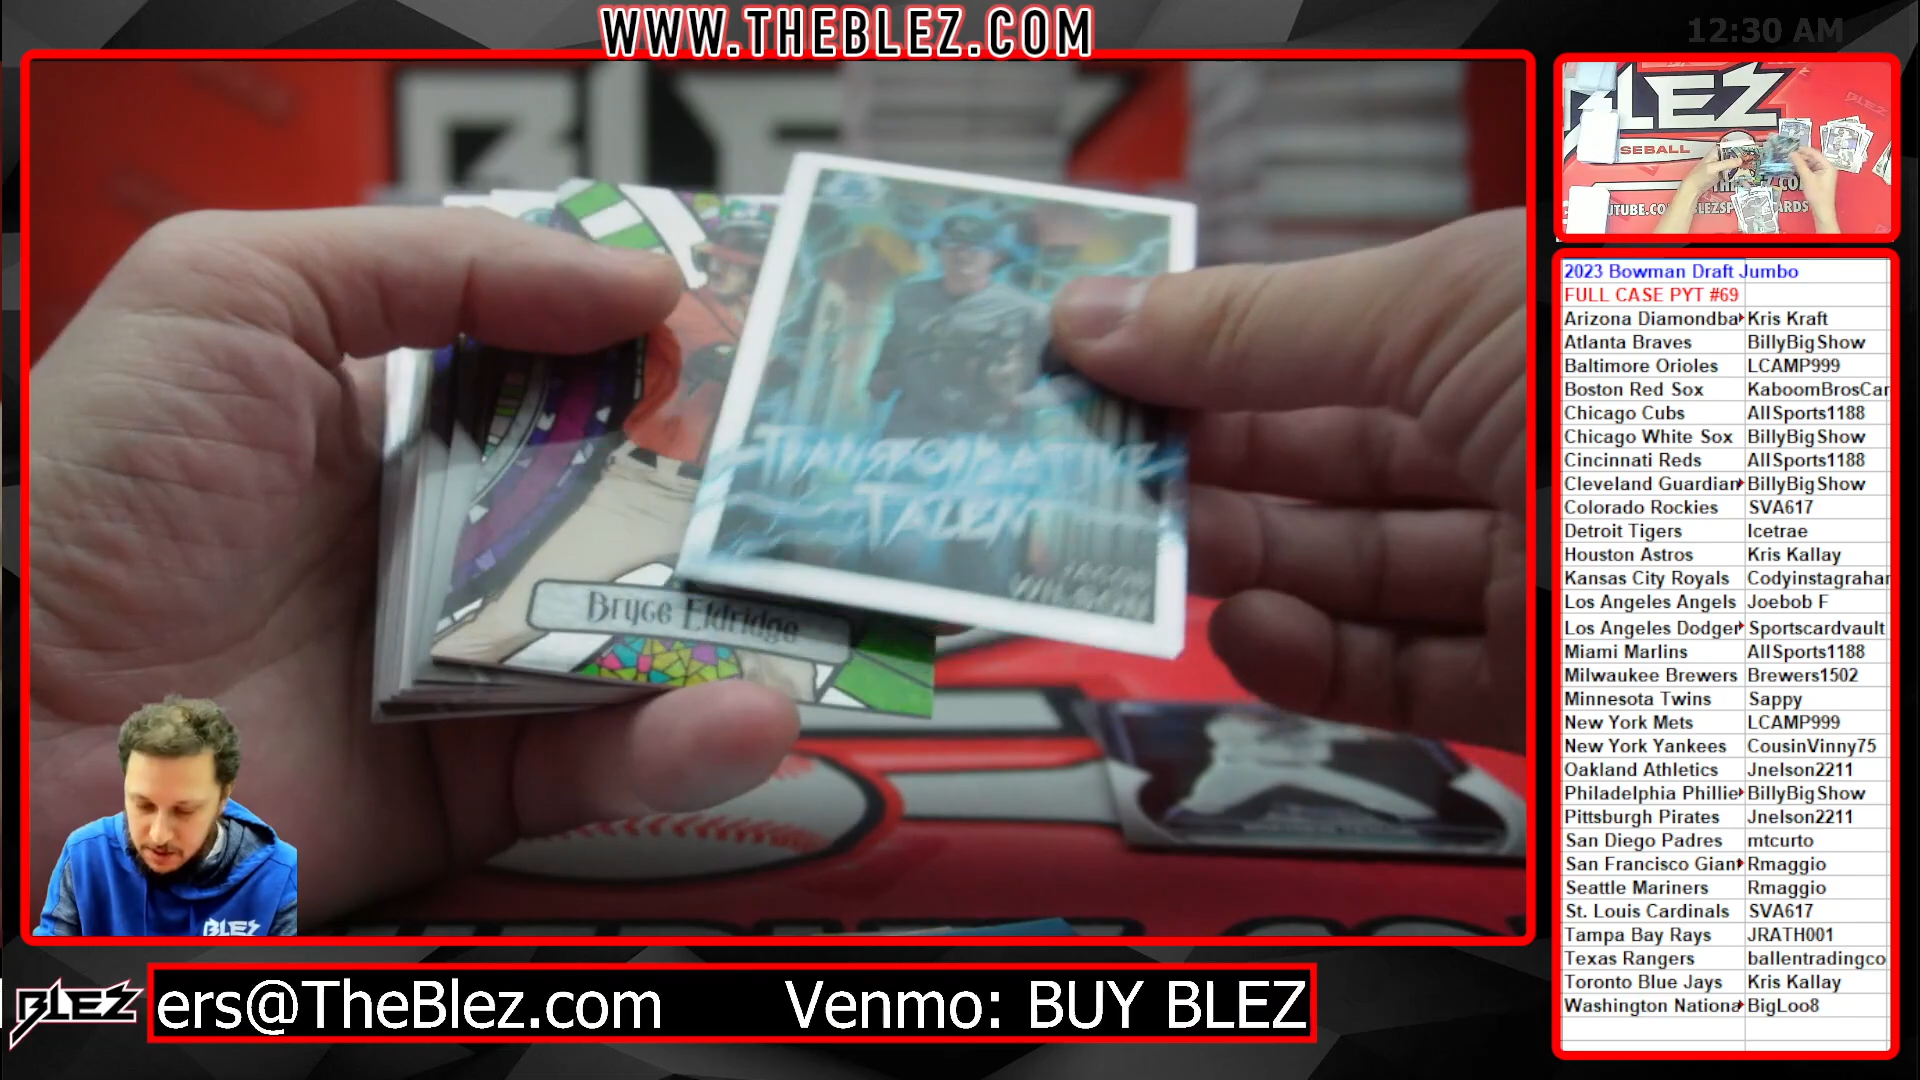 WWW.THEBLEZ.COM
12:30 AM
TRANSFORMATIVE
TALENT
WILSON
Bryce Eldridge
BLEZ
SEBALL
2023 Bowman Draft Jumbo
FULL CASE PYT #69
Arizona Diamondba Kris Kraft
Atlanta Braves BillyBigShow
Baltimore Orioles LCAMP999
Boston Red Sox KaboomBrosCar
Chicago Cubs AllSports1188
Chicago White Sox BillyBigShow
Cincinnati Reds AllSports1188
Cleveland Guardian BillyBigShow
Colorado Rockies SVA617
Detroit Tigers Icetrae
Houston Astros Kris Kallay
Kansas City Royals Codyinstagrahar
Los Angeles Angels Joebob F
Los Angeles Dodger Sportscardvault
Miami Marlins AllSports1188
Milwaukee Brewers Brewers1502
Minnesota Twins Sappy
New York Mets LCAMP999
New York Yankees CousinVinny75
Oakland Athletics Jnelson2211
Philadelphia Phillie BillyBigShow
Pittsburgh Pirates Jnelson2211
San Diego Padres mtcurto
San Francisco Giant Rmaggio
Seattle Mariners Rmaggio
St. Louis Cardinals SVA617
Tampa Bay Rays JRATH001
Texas Rangers ballentradingco
Toronto Blue Jays Kris Kallay
Washington Nationa BigLoo8
BLEZ
BLEZ
ers@TheBlez.com Venmo: BUY BLEZ